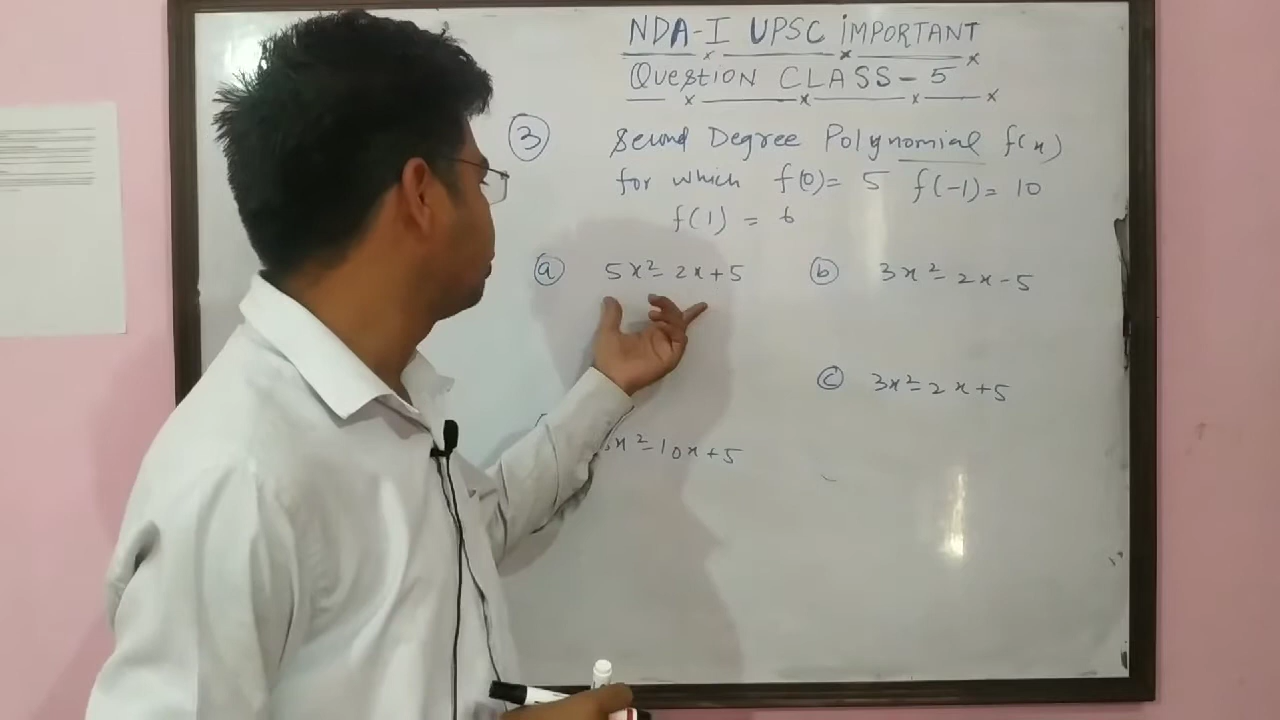 NDA-I UPSC IMPORTANT
QUESTION CLASS-5
3 Second Degree Polynomial f(x)
for which f(0)= 5 f(-1)= 10
f(1) = 6
a 5x²-2x+5 b 3x²-2x-5
c 3x²-2x+5
x²-10x+5